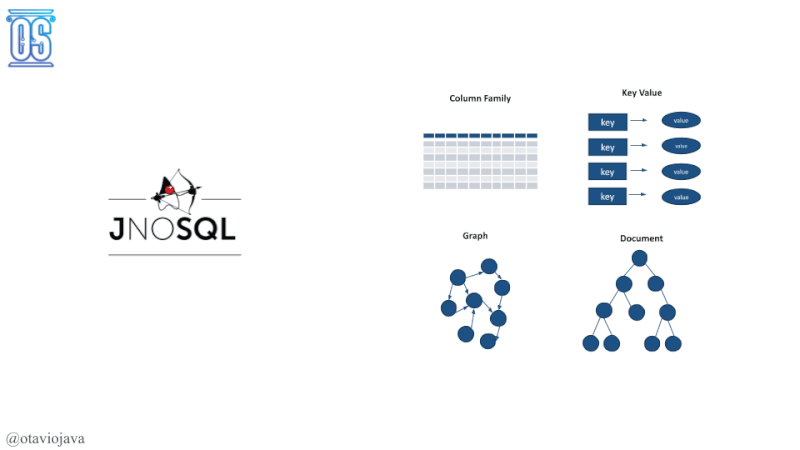 OS
JNOSQL
Column Family
Key Value
key
value
key
value
key
value
key
value
Graph
Document
@otaviojava